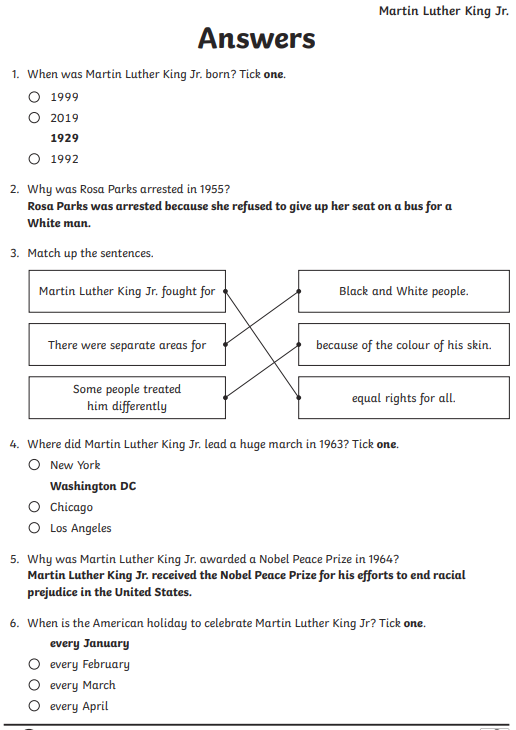 Martin Luther King Jr.
Answers
1. When was Martin Luther King Jr. born? Tick one.
1999
2019
1929
1992
2. Why was Rosa Parks arrested in 1955?
Rosa Parks was arrested because she refused to give up her seat on a bus for a
White man.
3. Match up the sentences.
Martin Luther King Jr. fought for
Black and White people.
There were separate areas for
because of the colour of his skin.
Some people treated
him differently
equal rights for all.
4. Where did Martin Luther King Jr. lead a huge march in 1963? Tick one.
New York
Washington DC
Chicago
Los Angeles
5. Why was Martin Luther King Jr. awarded a Nobel Peace Prize in 1964?
Martin Luther King Jr. received the Nobel Peace Prize for his efforts to end racial
prejudice in the United States.
6. When is the American holiday to celebrate Martin Luther King Jr? Tick one.
every January
every February
every March
every April